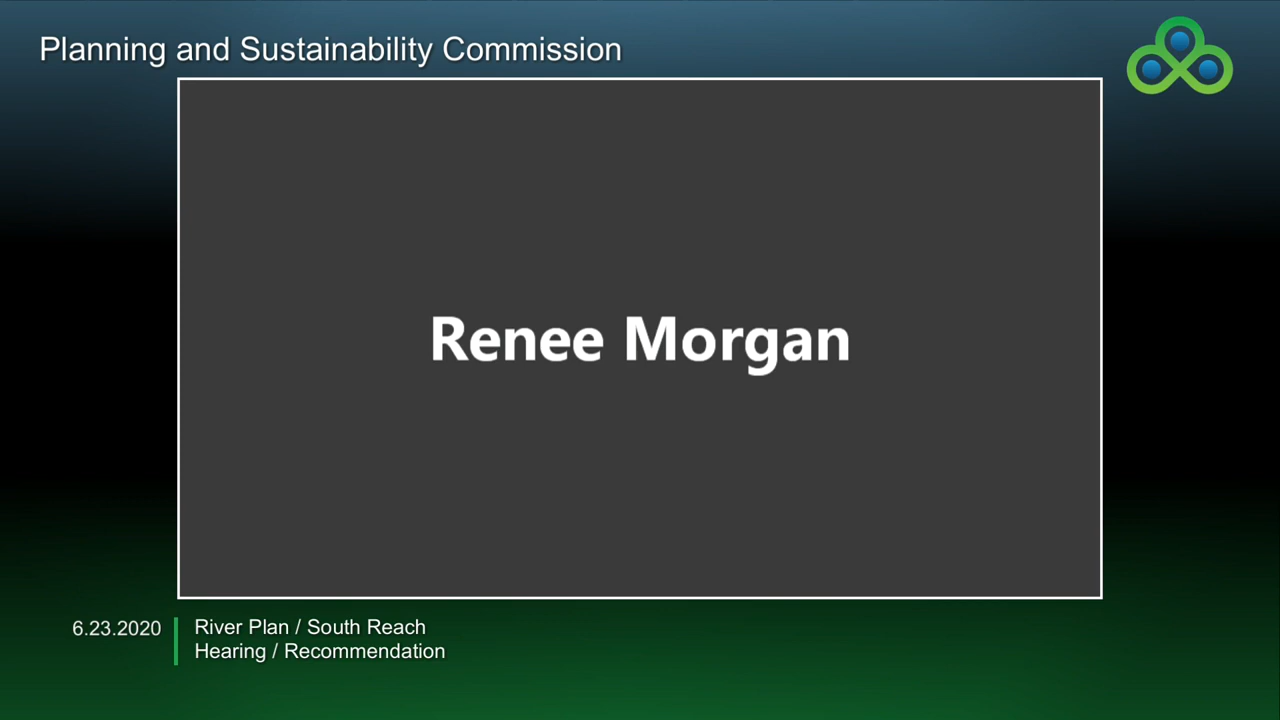 Planning and Sustainability Commission
Renee Morgan
6.23.2020
River Plan / South Reach
Hearing / Recommendation